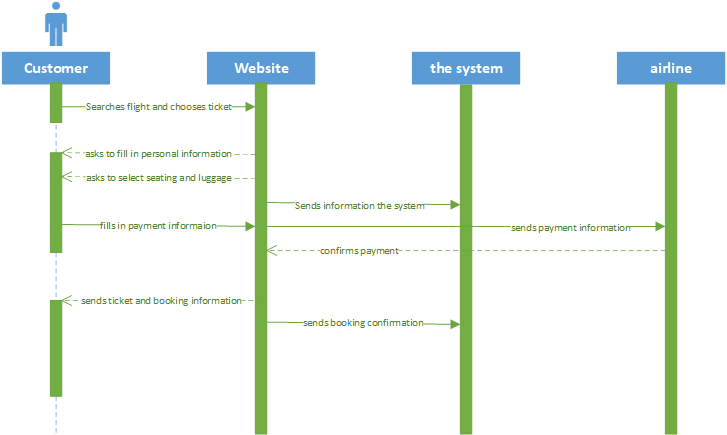 Customer
Website
the system
airline
Searches flight and chooses ticket
asks to fill in personal information
asks to select seating and luggage
Sends information the system
fills in payment informaion
sends payment information
confirms payment
sends ticket and booking information
sends booking confirmation